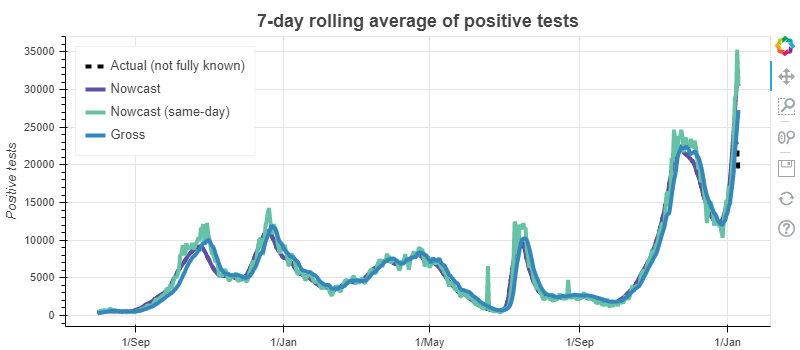 7-day rolling average of positive tests
35000
30000
25000
20000
15000
10000
5000
0
Positive tests
Actual (not fully known)
Nowcast
Nowcast (same-day)
Gross
1/Sep
1/Jan
1/May
1/Sep
1/Jan